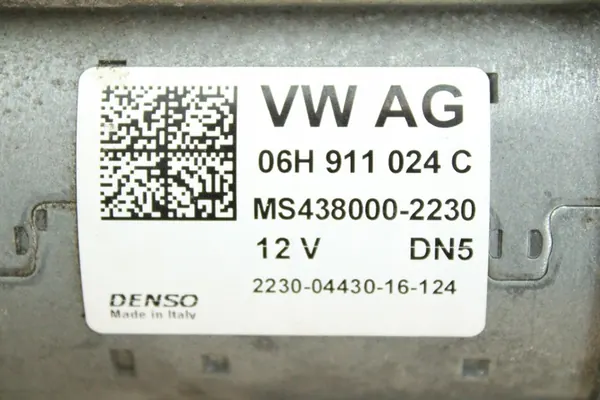 VW AG
06H 911 024 C
MS438000-2230
12 V DN5
2230-04430-16-124
DENSO
Made in Italy